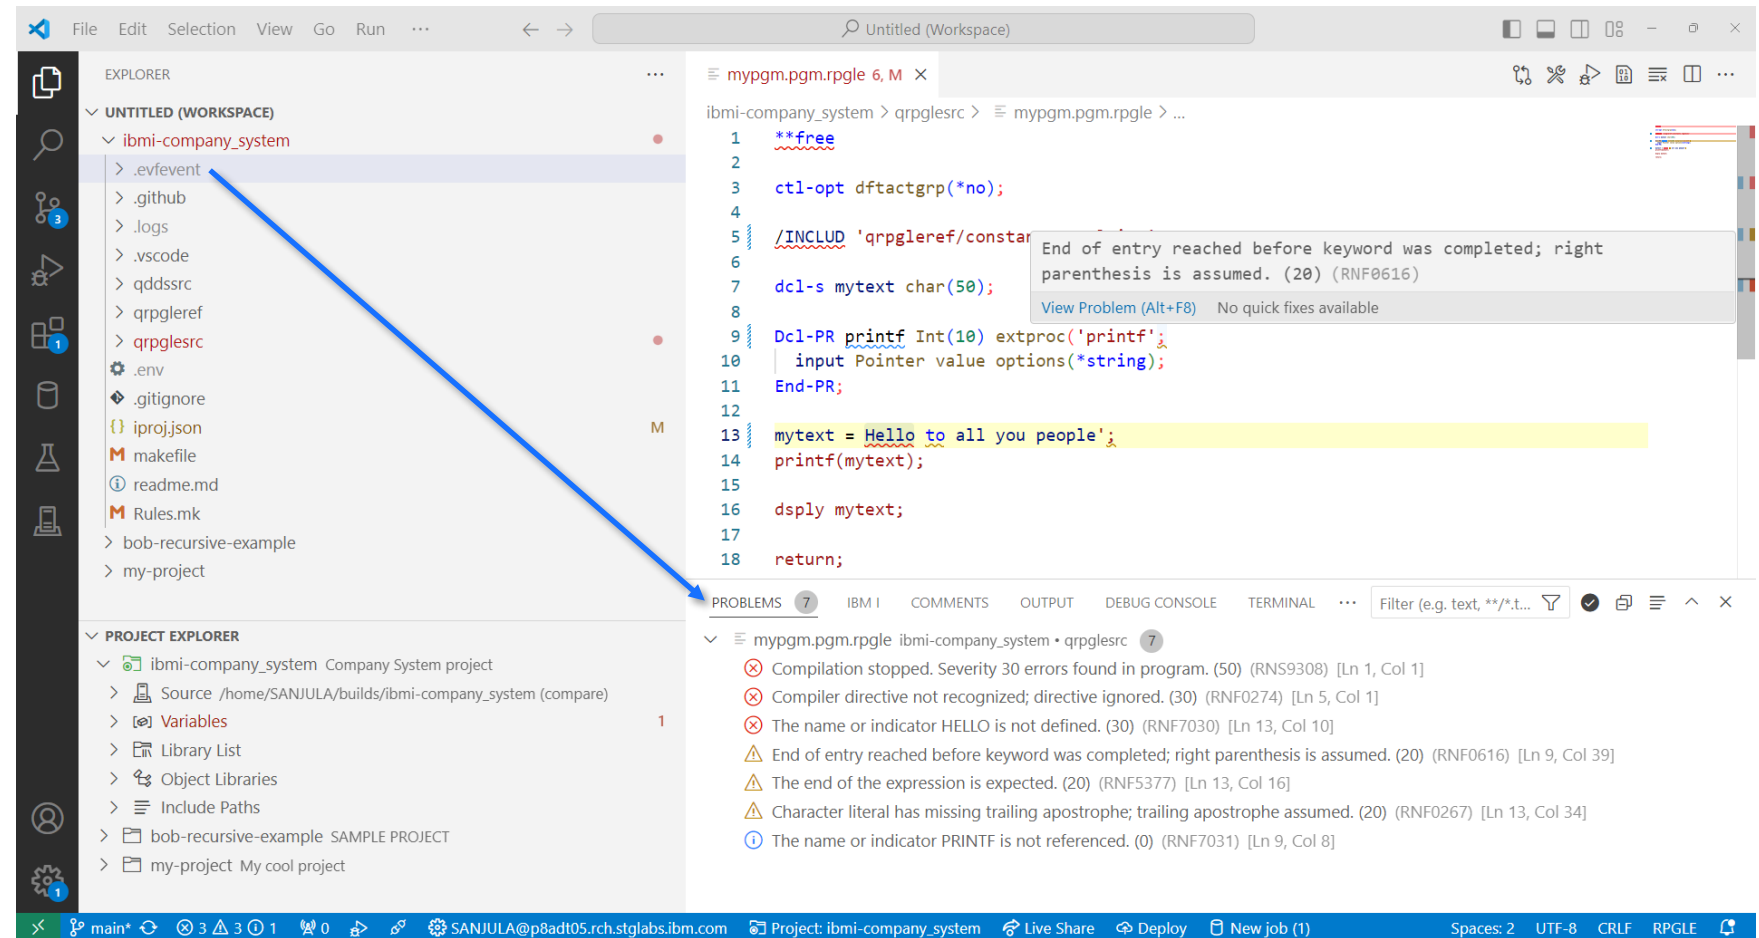 File Edit Selection View Go Run ··· Untitled (Workspace)
EXPLORER
UNTITLED (WORKSPACE)
ibmi-company_system
.evfevent
.github
.logs
.vscode
qddssrc
qrpgleref
qrpglesrc
.env
.gitignore
{} iproj.json M
M makefile
readme.md
M Rules.mk
bob-recursive-example
my-project
PROJECT EXPLORER
ibmi-company_system Company System project
Source /home/SANJULA/builds/ibmi-company_system (compare)
Variables 1
Library List
Object Libraries
Include Paths
bob-recursive-example SAMPLE PROJECT
my-project My cool project
3
1
1
mypgm.pgm.rpgle 6, M
ibmi-company_system > qrpglesrc > mypgm.pgm.rpgle > ...
1 **free
2
3 ctl-opt dftactgrp(*no);
4
5 /INCLUD 'qrpgleref/constan
6
7 dcl-s mytext char(50);
8
9 Dcl-PR printf Int(10) extproc('printf';
10 input Pointer value options(*string);
11 End-PR;
12
13 mytext = Hello to all you people';
14 printf(mytext);
15
16 dsply mytext;
17
18 return;
End of entry reached before keyword was completed; right
parenthesis is assumed. (20) (RNF0616)
View Problem (Alt+F8) No quick fixes available
PROBLEMS 7 IBM I COMMENTS OUTPUT DEBUG CONSOLE TERMINAL ··· Filter (e.g. text, **/*.t...
mypgm.pgm.rpgle ibmi-company_system • qrpglesrc 7
Compilation stopped. Severity 30 errors found in program. (50) (RNS9308) [Ln 1, Col 1]
Compiler directive not recognized; directive ignored. (30) (RNF0274) [Ln 5, Col 1]
The name or indicator HELLO is not defined. (30) (RNF7030) [Ln 13, Col 10]
End of entry reached before keyword was completed; right parenthesis is assumed. (20) (RNF0616) [Ln 9, Col 39]
The end of the expression is expected. (20) (RNF5377) [Ln 13, Col 16]
Character literal has missing trailing apostrophe; trailing apostrophe assumed. (20) (RNF0267) [Ln 13, Col 34]
The name or indicator PRINTF is not referenced. (0) (RNF7031) [Ln 9, Col 8]
main* 3 3 1 0 SANJULA@p8adt05.rch.stglabs.ibm.com Project: ibmi-company_system Live Share Deploy New job (1) Spaces: 2 UTF-8 CRLF RPGLE